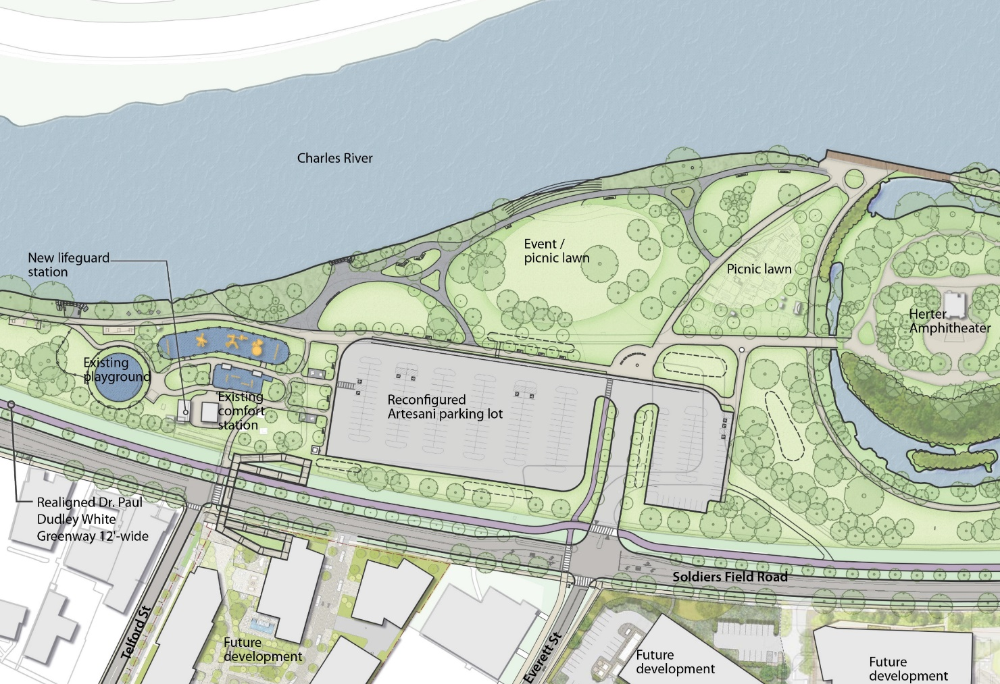 Charles River
New lifeguard
station
Event /
picnic lawn
Picnic lawn
Herter
Amphitheater
Existing
playground
Existing
comfort
station
Reconfigured
Artesani parking lot
Realigned Dr. Paul
Dudley White
Greenway 12'-wide
Soldiers Field Road
Telford St
Everett St
Future
development
Future
development
Future
development